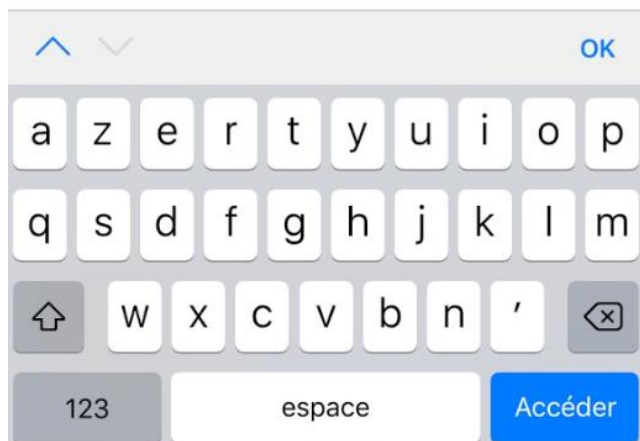 OK
a z e r t y u i o p
q s d f g h j k l m
w x c v b n ’
123 espace Accéder